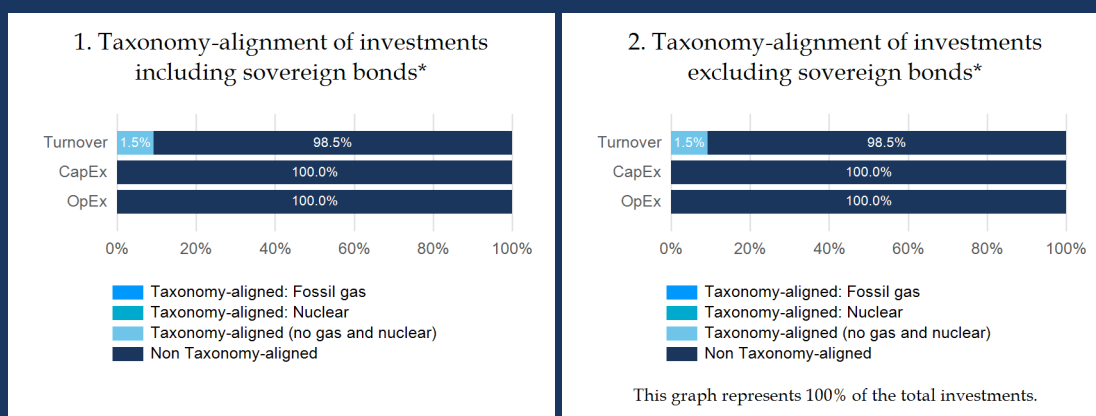 1. Taxonomy-alignment of investments
including sovereign bonds*
Turnover 1.5% 98.5%
CapEx 100.0%
OpEx 100.0%
0% 20% 40% 60% 80% 100%
Taxonomy-aligned: Fossil gas
Taxonomy-aligned: Nuclear
Taxonomy-aligned (no gas and nuclear)
Non Taxonomy-aligned
2. Taxonomy-alignment of investments
excluding sovereign bonds*
Turnover 1.5% 98.5%
CapEx 100.0%
OpEx 100.0%
0% 20% 40% 60% 80% 100%
Taxonomy-aligned: Fossil gas
Taxonomy-aligned: Nuclear
Taxonomy-aligned (no gas and nuclear)
Non Taxonomy-aligned
This graph represents 100% of the total investments.